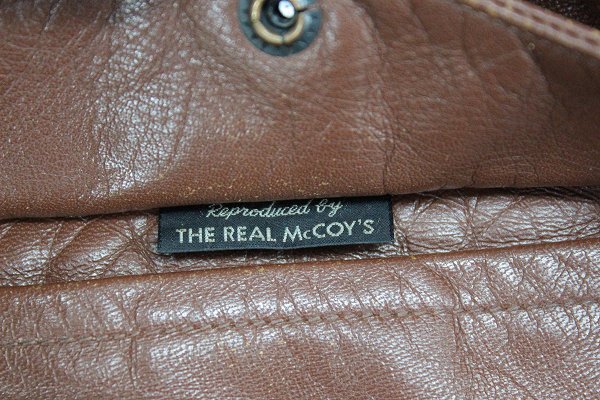 Reproduced by
THE REAL McCOY'S